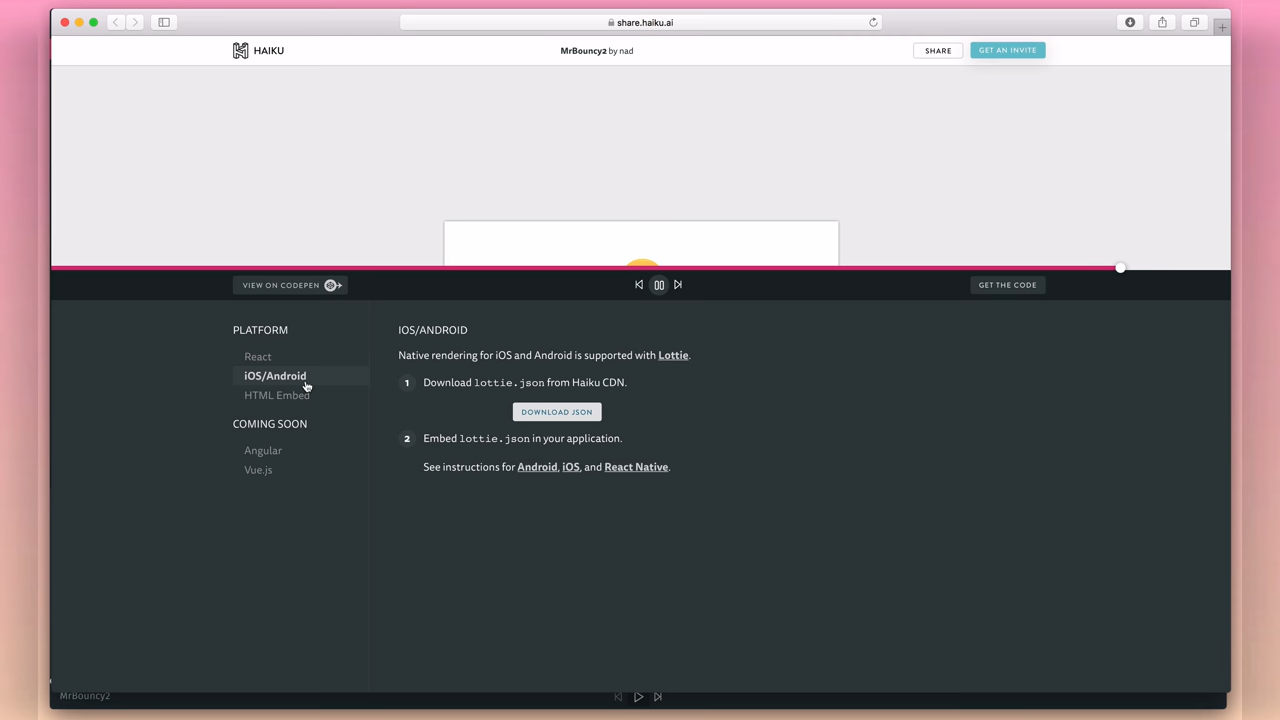 share.haiku.ai
HAIKU
MrBouncy2 by nad
SHARE
GET AN INVITE
VIEW ON CODEPEN
GET THE CODE
PLATFORM
React
iOS/Android
HTML Embed
COMING SOON
Angular
Vue.js
IOS/ANDROID
Native rendering for iOS and Android is supported with Lottie.
1 Download lottie.json from Haiku CDN.
DOWNLOAD JSON
2 Embed lottie.json in your application.
See instructions for Android, iOS, and React Native.
MrBouncy2